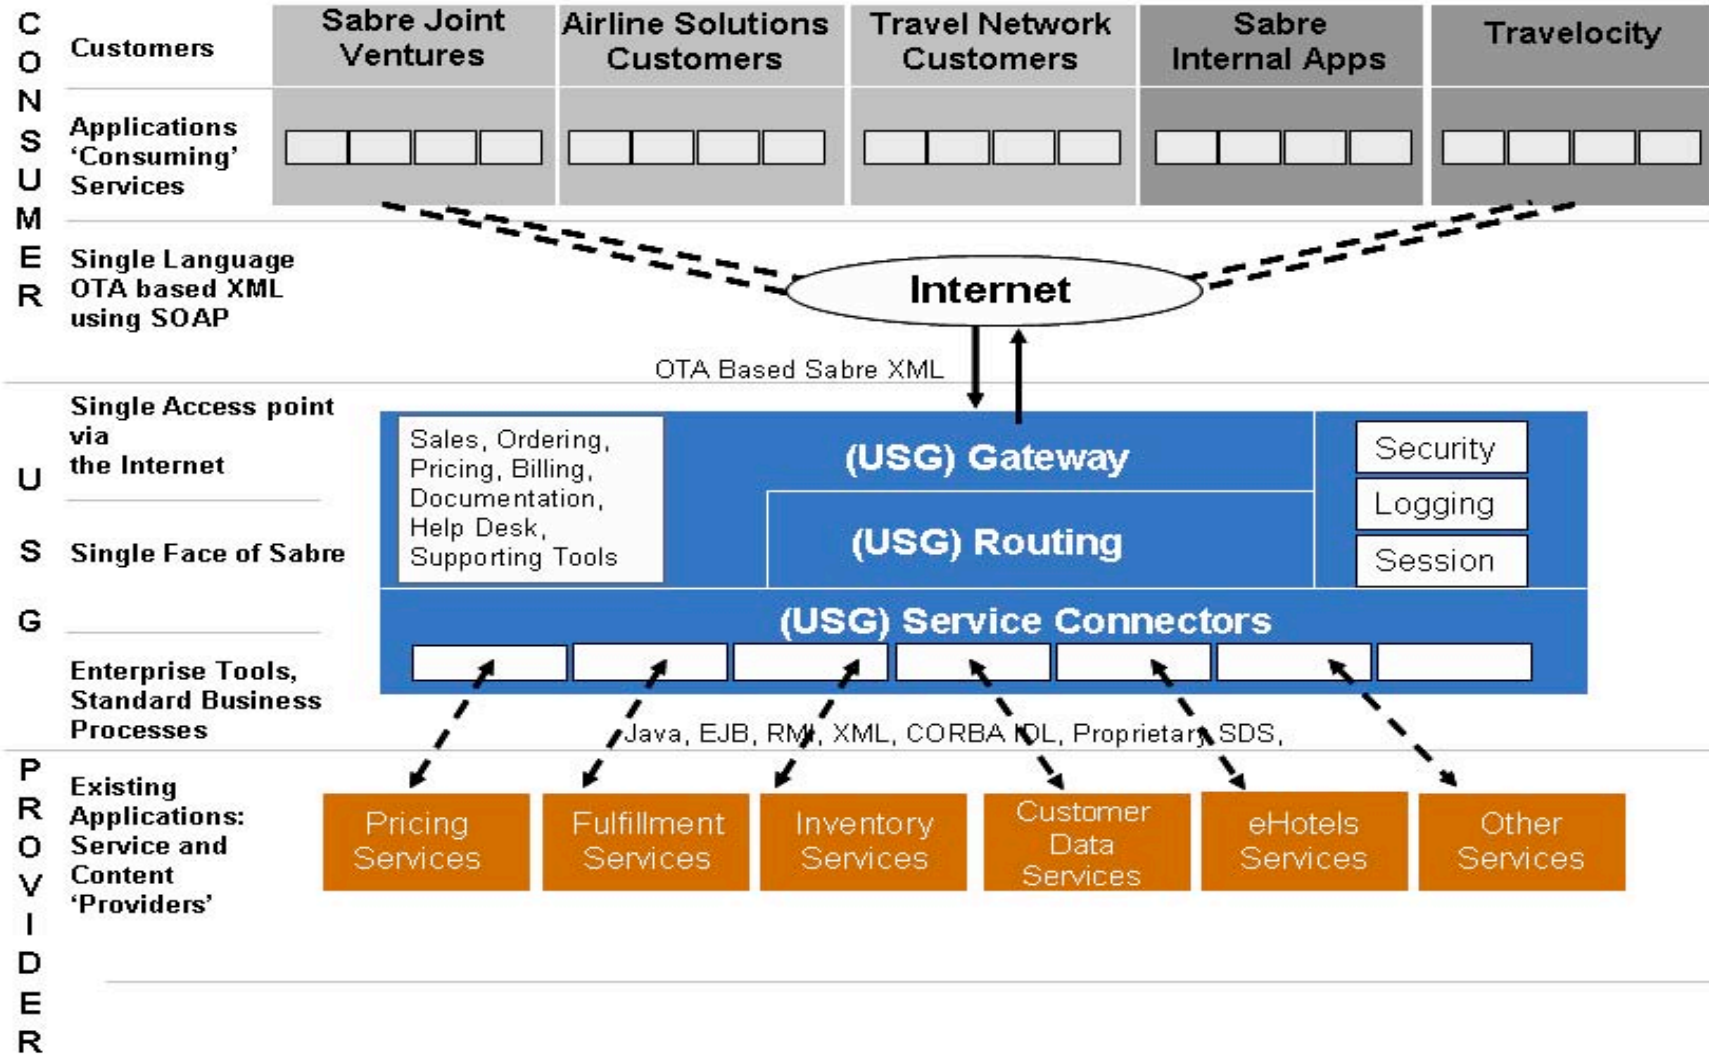 CONSUMER
Customers
Sabre Joint
Ventures
Airline Solutions
Customers
Travel Network
Customers
Sabre
Internal Apps
Travelocity
Applications
‘Consuming’
Services
Single Language
OTA based XML
using SOAP
Internet
OTA Based Sabre XML
USG
Single Access point
via
the Internet
Single Face of Sabre
Enterprise Tools,
Standard Business
Processes
Sales, Ordering,
Pricing, Billing,
Documentation,
Help Desk,
Supporting Tools
(USG) Gateway
(USG) Routing
Security
Logging
Session
(USG) Service Connectors
Java, EJB, RMI, XML, CORBA IDL, Proprietary SDS,
PROVIDER
Existing
Applications:
Service and
Content
‘Providers’
Pricing
Services
Fulfillment
Services
Inventory
Services
Customer
Data
Services
eHotels
Services
Other
Services